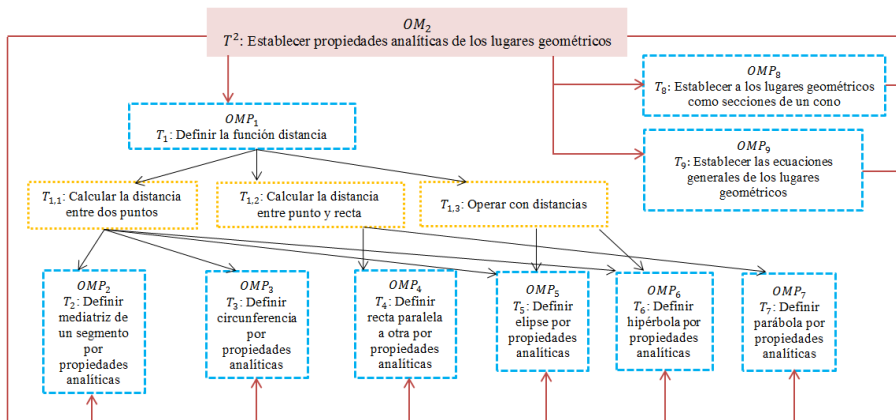 OM₂
T²: Establecer propiedades analíticas de los lugares geométricos
OMP₈
T₈: Establecer a los lugares geométricos
como secciones de un cono
OMP₁
T₁: Definir la función distancia
OMP₉
T₉: Establecer las ecuaciones
generales de los lugares
geométricos
T₁,₁: Calcular la distancia
entre dos puntos
T₁,₂: Calcular la distancia
entre punto y recta
T₁,₃: Operar con distancias
OMP₂
T₂: Definir
mediatriz de
un segmento
por
propiedades
analíticas
OMP₃
T₃: Definir
circunferencia
por
propiedades
analíticas
OMP₄
T₄: Definir
recta paralela
a otra por
propiedades
analíticas
OMP₅
T₅: Definir
elipse por
propiedades
analíticas
OMP₆
T₆: Definir
hipérbola por
propiedades
analíticas
OMP₇
T₇: Definir
parábola por
propiedades
analíticas